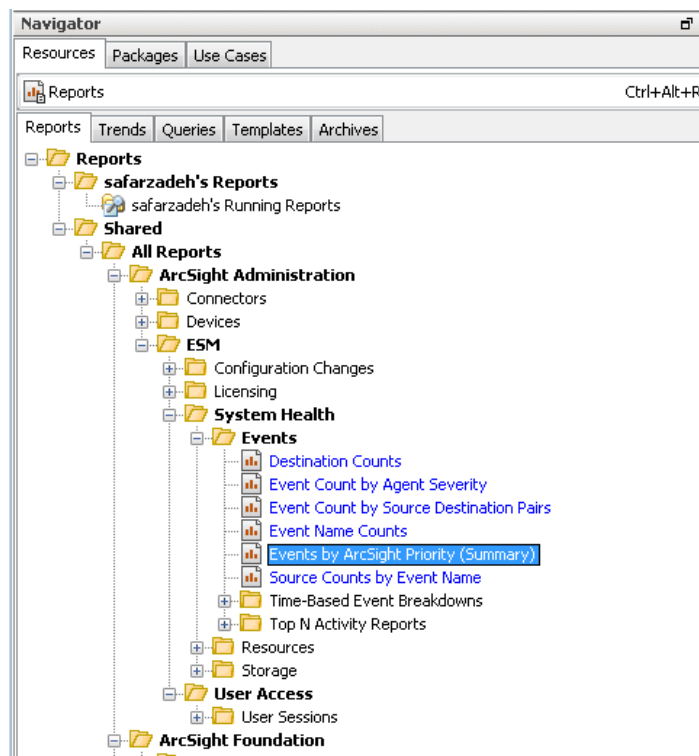 Navigator
Resources Packages Use Cases
Reports Ctrl+Alt+R
Reports Trends Queries Templates Archives
Reports
safarzadeh's Reports
safarzadeh's Running Reports
Shared
All Reports
ArcSight Administration
Connectors
Devices
ESM
Configuration Changes
Licensing
System Health
Events
Destination Counts
Event Count by Agent Severity
Event Count by Source Destination Pairs
Event Name Counts
Events by ArcSight Priority (Summary)
Source Counts by Event Name
Time-Based Event Breakdowns
Top N Activity Reports
Resources
Storage
User Access
User Sessions
ArcSight Foundation